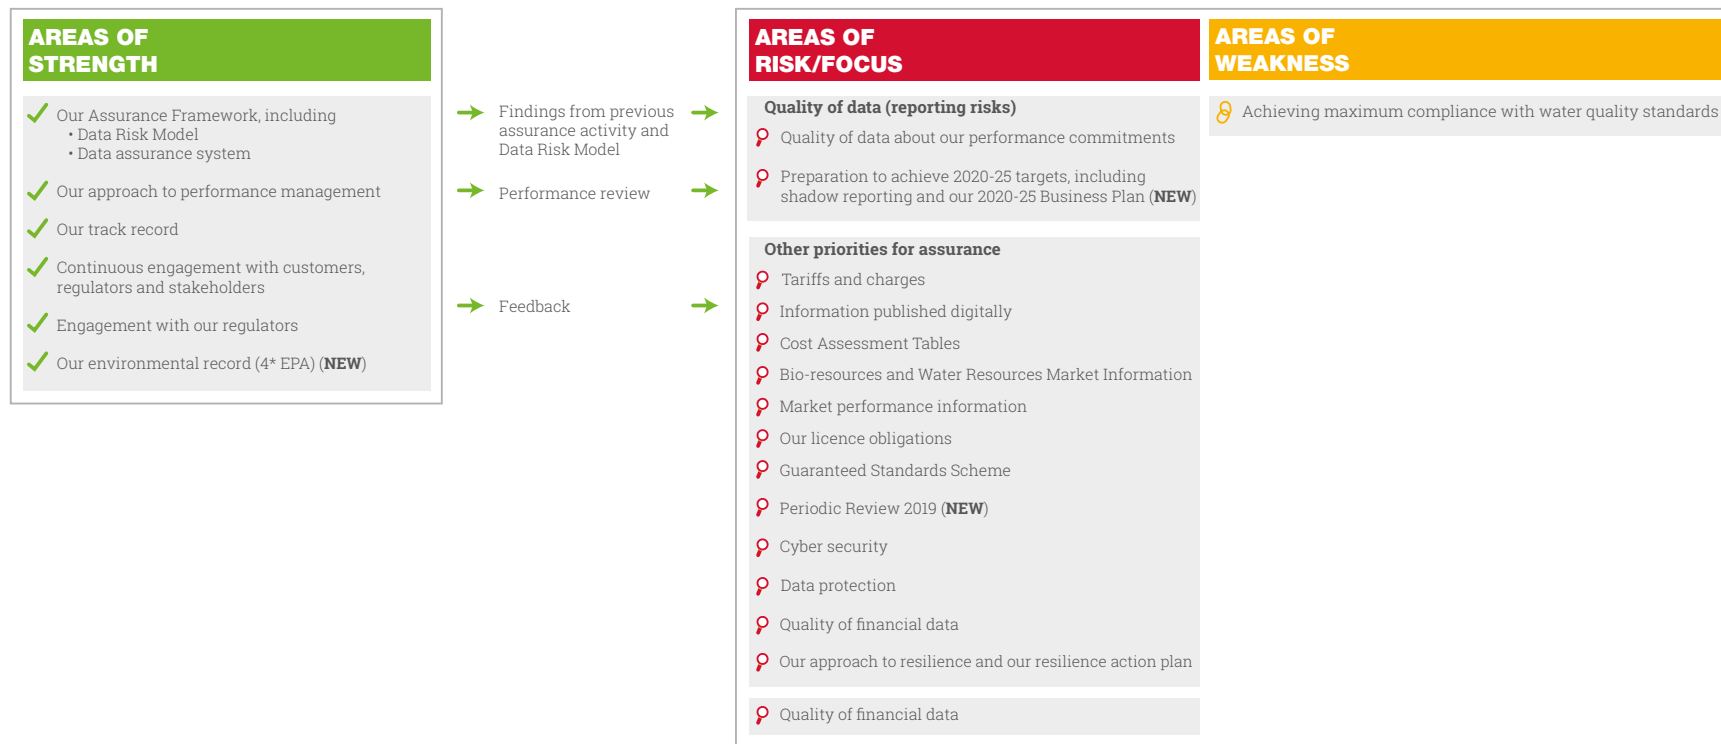 AREAS OF
STRENGTH
Our Assurance Framework, including
• Data Risk Model
• Data assurance system
Our approach to performance management
Our track record
Continuous engagement with customers,
regulators and stakeholders
Engagement with our regulators
Our environmental record (4* EPA) (NEW)
Findings from previous
assurance activity and
Data Risk Model
Performance review
Feedback
AREAS OF
RISK/FOCUS
Quality of data (reporting risks)
Quality of data about our performance commitments
Preparation to achieve 2020-25 targets, including
shadow reporting and our 2020-25 Business Plan (NEW)
Other priorities for assurance
Tariffs and charges
Information published digitally
Cost Assessment Tables
Bio-resources and Water Resources Market Information
Market performance information
Our licence obligations
Guaranteed Standards Scheme
Periodic Review 2019 (NEW)
Cyber security
Data protection
Quality of financial data
Our approach to resilience and our resilience action plan
Quality of financial data
AREAS OF
WEAKNESS
Achieving maximum compliance with water quality standards